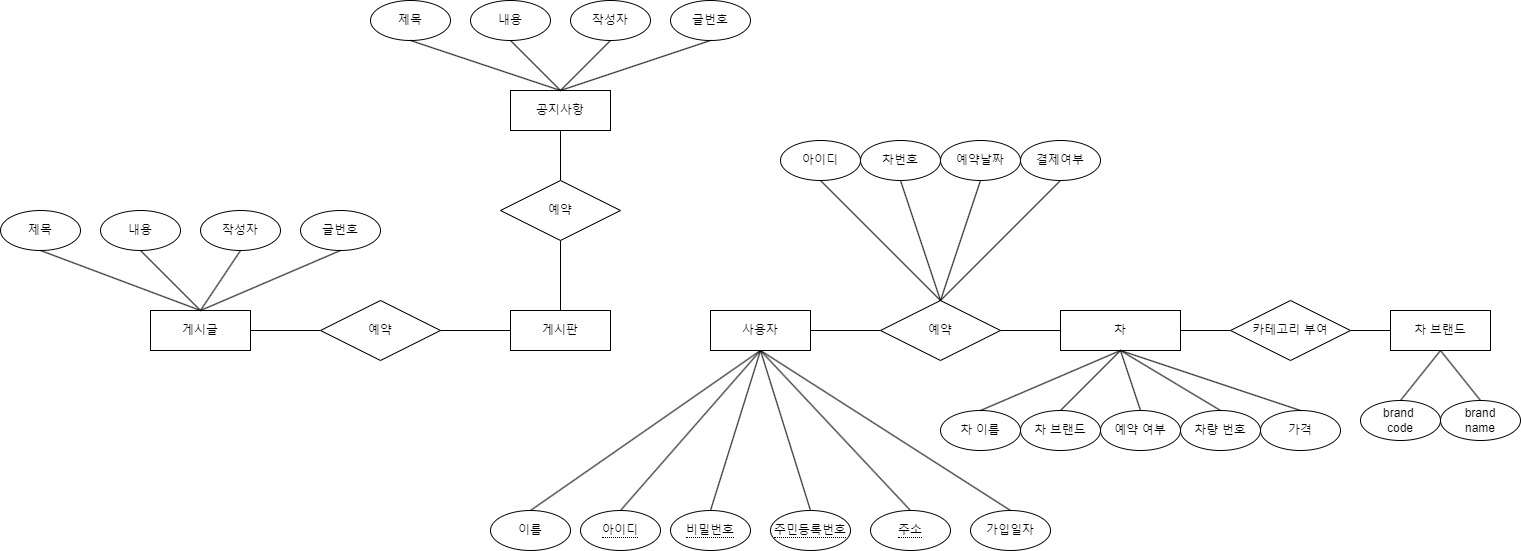 제목
내용
작성자
글번호
공지사항
아이디
차번호
예약날짜
결제여부
예약
제목
내용
작성자
글번호
게시글
예약
게시판
사용자
예약
차
카테고리 부여
차 브랜드
차 이름
차 브랜드
예약 여부
차량 번호
가격
brand
code
brand
name
이름
아이디
비밀번호
주민등록번호
주소
가입일자